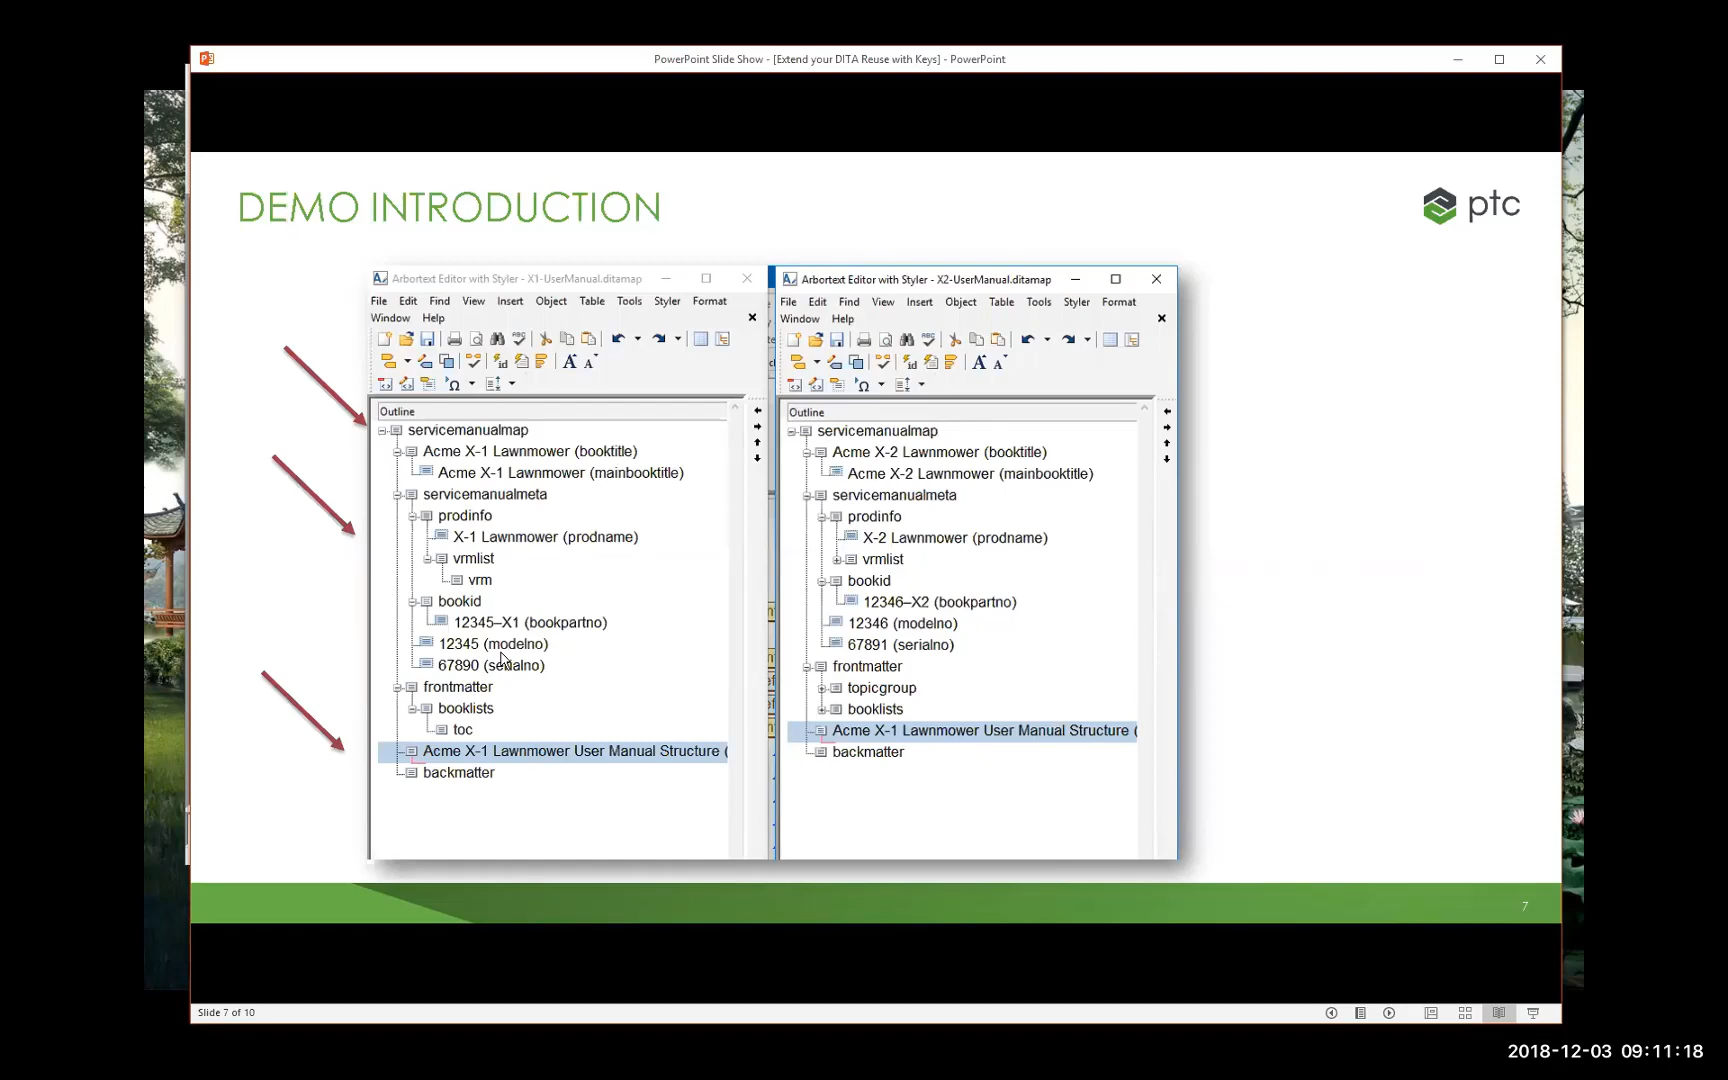 PowerPoint Slide Show - [Extend your DITA Reuse with Keys] - PowerPoint
DEMO INTRODUCTION
ptc
Arbortext Editor with Styler - X1-UserManual.ditamap
File Edit Find View Insert Object Table Tools Styler Format
Window Help
Outline
servicemanualmap
Acme X-1 Lawnmower (booktitle)
Acme X-1 Lawnmower (mainbooktitle)
servicemanualmeta
prodinfo
X-1 Lawnmower (prodname)
vrmlist
vrm
bookid
12345–X1 (bookpartno)
12345 (modelno)
67890 (serialno)
frontmatter
booklists
toc
Acme X-1 Lawnmower User Manual Structure (
backmatter
Arbortext Editor with Styler - X2-UserManual.ditamap
File Edit Find View Insert Object Table Tools Styler Format
Window Help
Outline
servicemanualmap
Acme X-2 Lawnmower (booktitle)
Acme X-2 Lawnmower (mainbooktitle)
servicemanualmeta
prodinfo
X-2 Lawnmower (prodname)
vrmlist
bookid
12346–X2 (bookpartno)
12346 (modelno)
67891 (serialno)
frontmatter
topicgroup
booklists
Acme X-1 Lawnmower User Manual Structure (
backmatter
7
Slide 7 of 10
2018-12-03 09:11:18